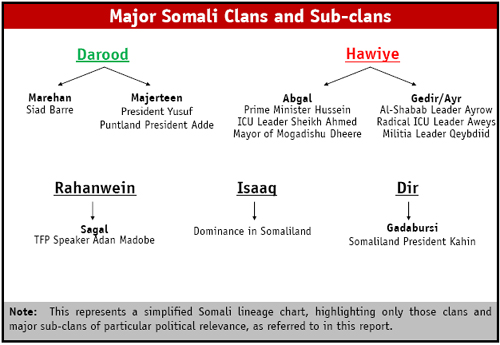 Major Somali Clans and Sub-clans
Darood
Hawiye
Marehan
Siad Barre
Majerteen
President Yusuf
Puntland President Adde
Abgal
Prime Minister Hussein
ICU Leader Sheikh Ahmed
Mayor of Mogadishu Dheere
Gedir/Ayr
Al-Shabab Leader Ayrow
Radical ICU Leader Aweys
Militia Leader Qeybdiid
Rahanwein
Isaaq
Dir
Sagal
TFP Speaker Adan Madobe
Dominance in Somaliland
Gadabursi
Somaliland President Kahin
Note: This represents a simplified Somali lineage chart, highlighting only those clans and
major sub-clans of particular political relevance, as referred to in this report.